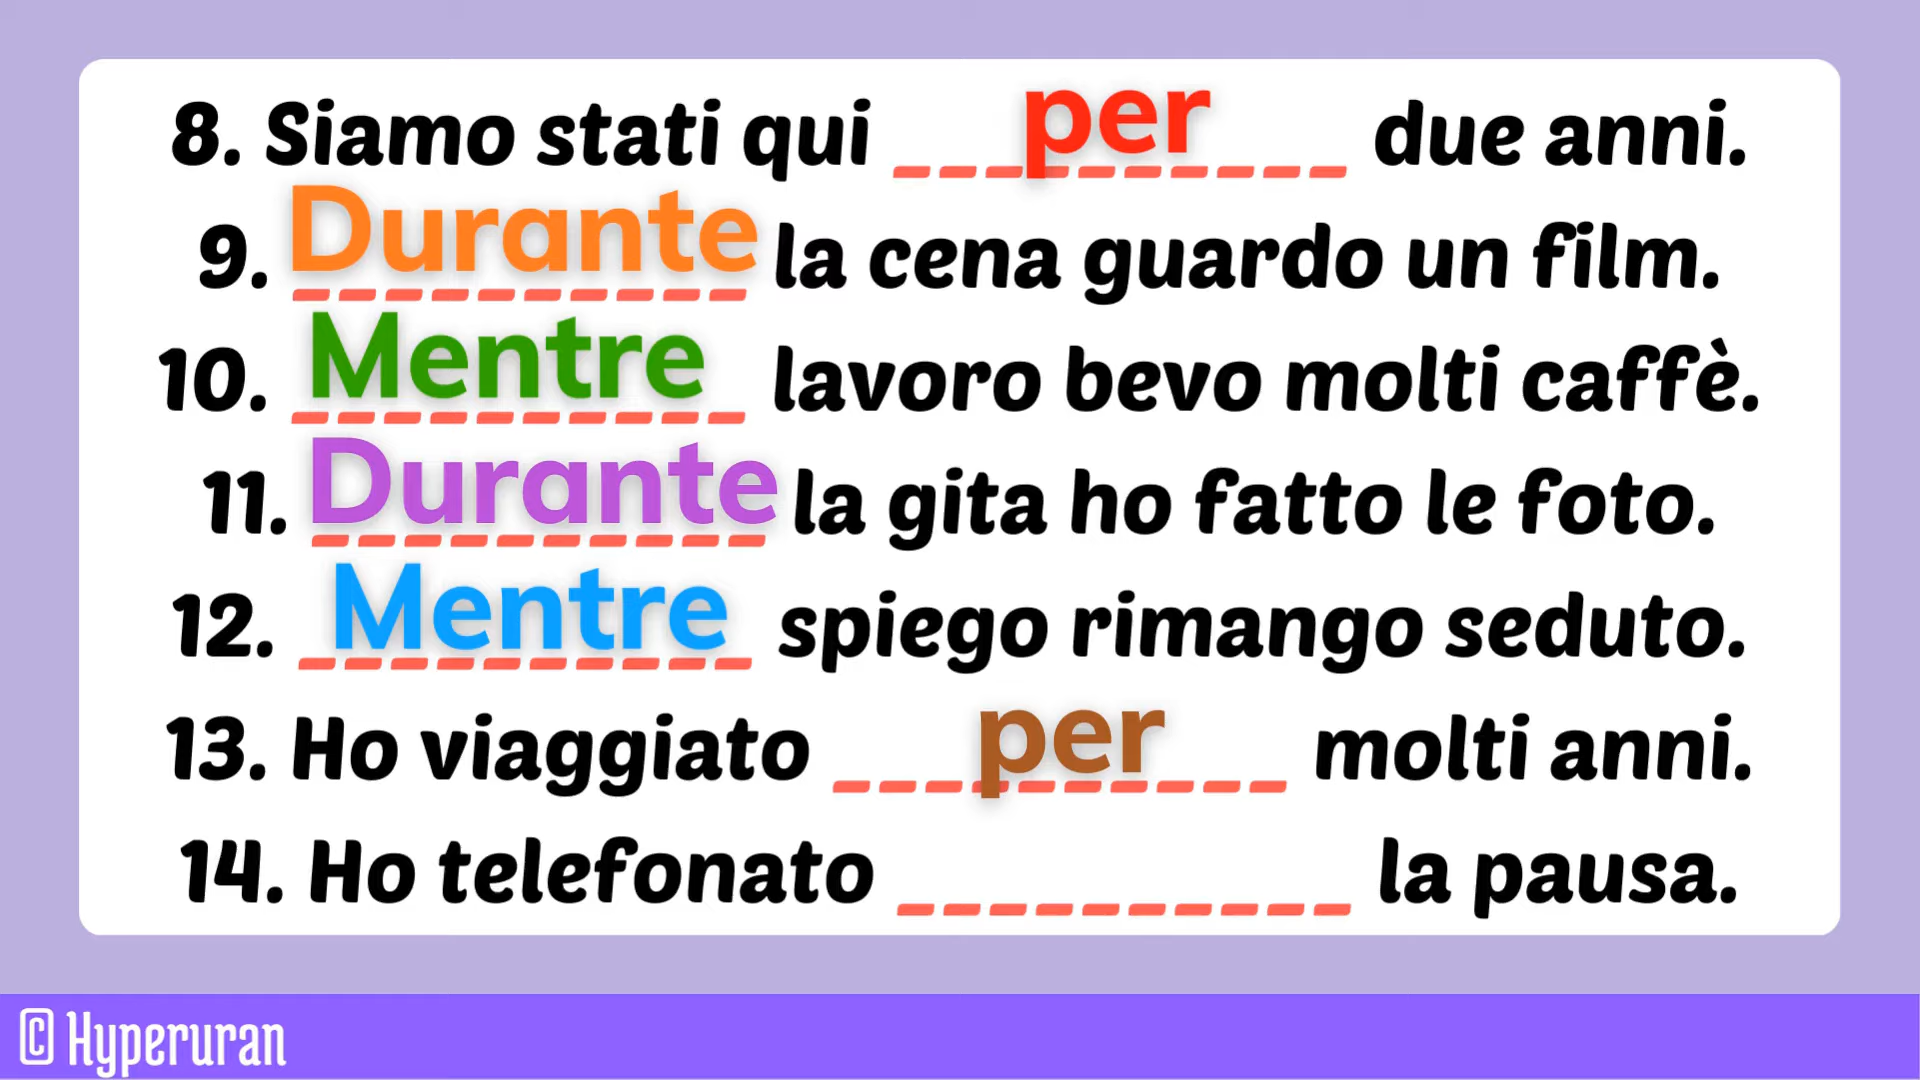 8. Siamo stati qui per due anni.
9. Durante la cena guardo un film.
10. Mentre lavoro bevo molti caffè.
11. Durante la gita ho fatto le foto.
12. Mentre spiego rimango seduto.
13. Ho viaggiato per molti anni.
14. Ho telefonato __________ la pausa.
© Hyperuran